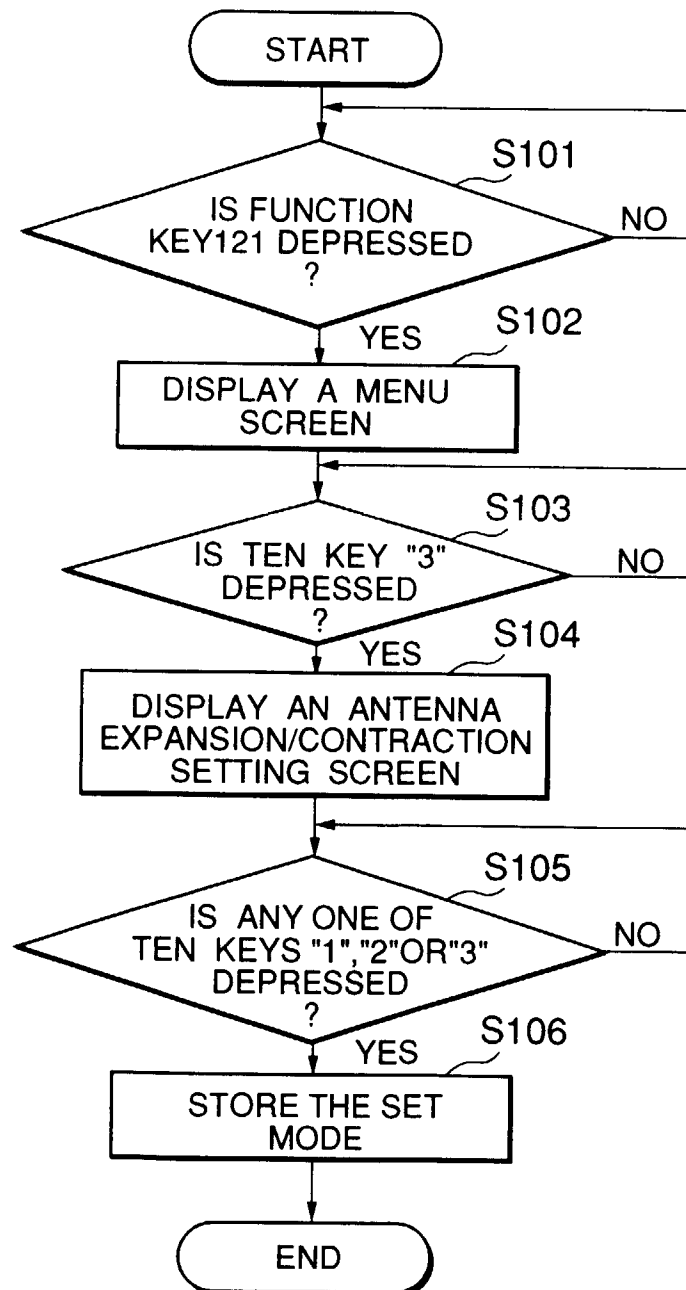 START
S101
IS FUNCTION
KEY121 DEPRESSED
?
NO
YES
S102
DISPLAY A MENU
SCREEN
S103
IS TEN KEY "3"
DEPRESSED
?
NO
YES
S104
DISPLAY AN ANTENNA
EXPANSION/CONTRACTION
SETTING SCREEN
S105
IS ANY ONE OF
TEN KEYS "1","2"OR"3"
DEPRESSED
?
NO
YES
S106
STORE THE SET
MODE
END